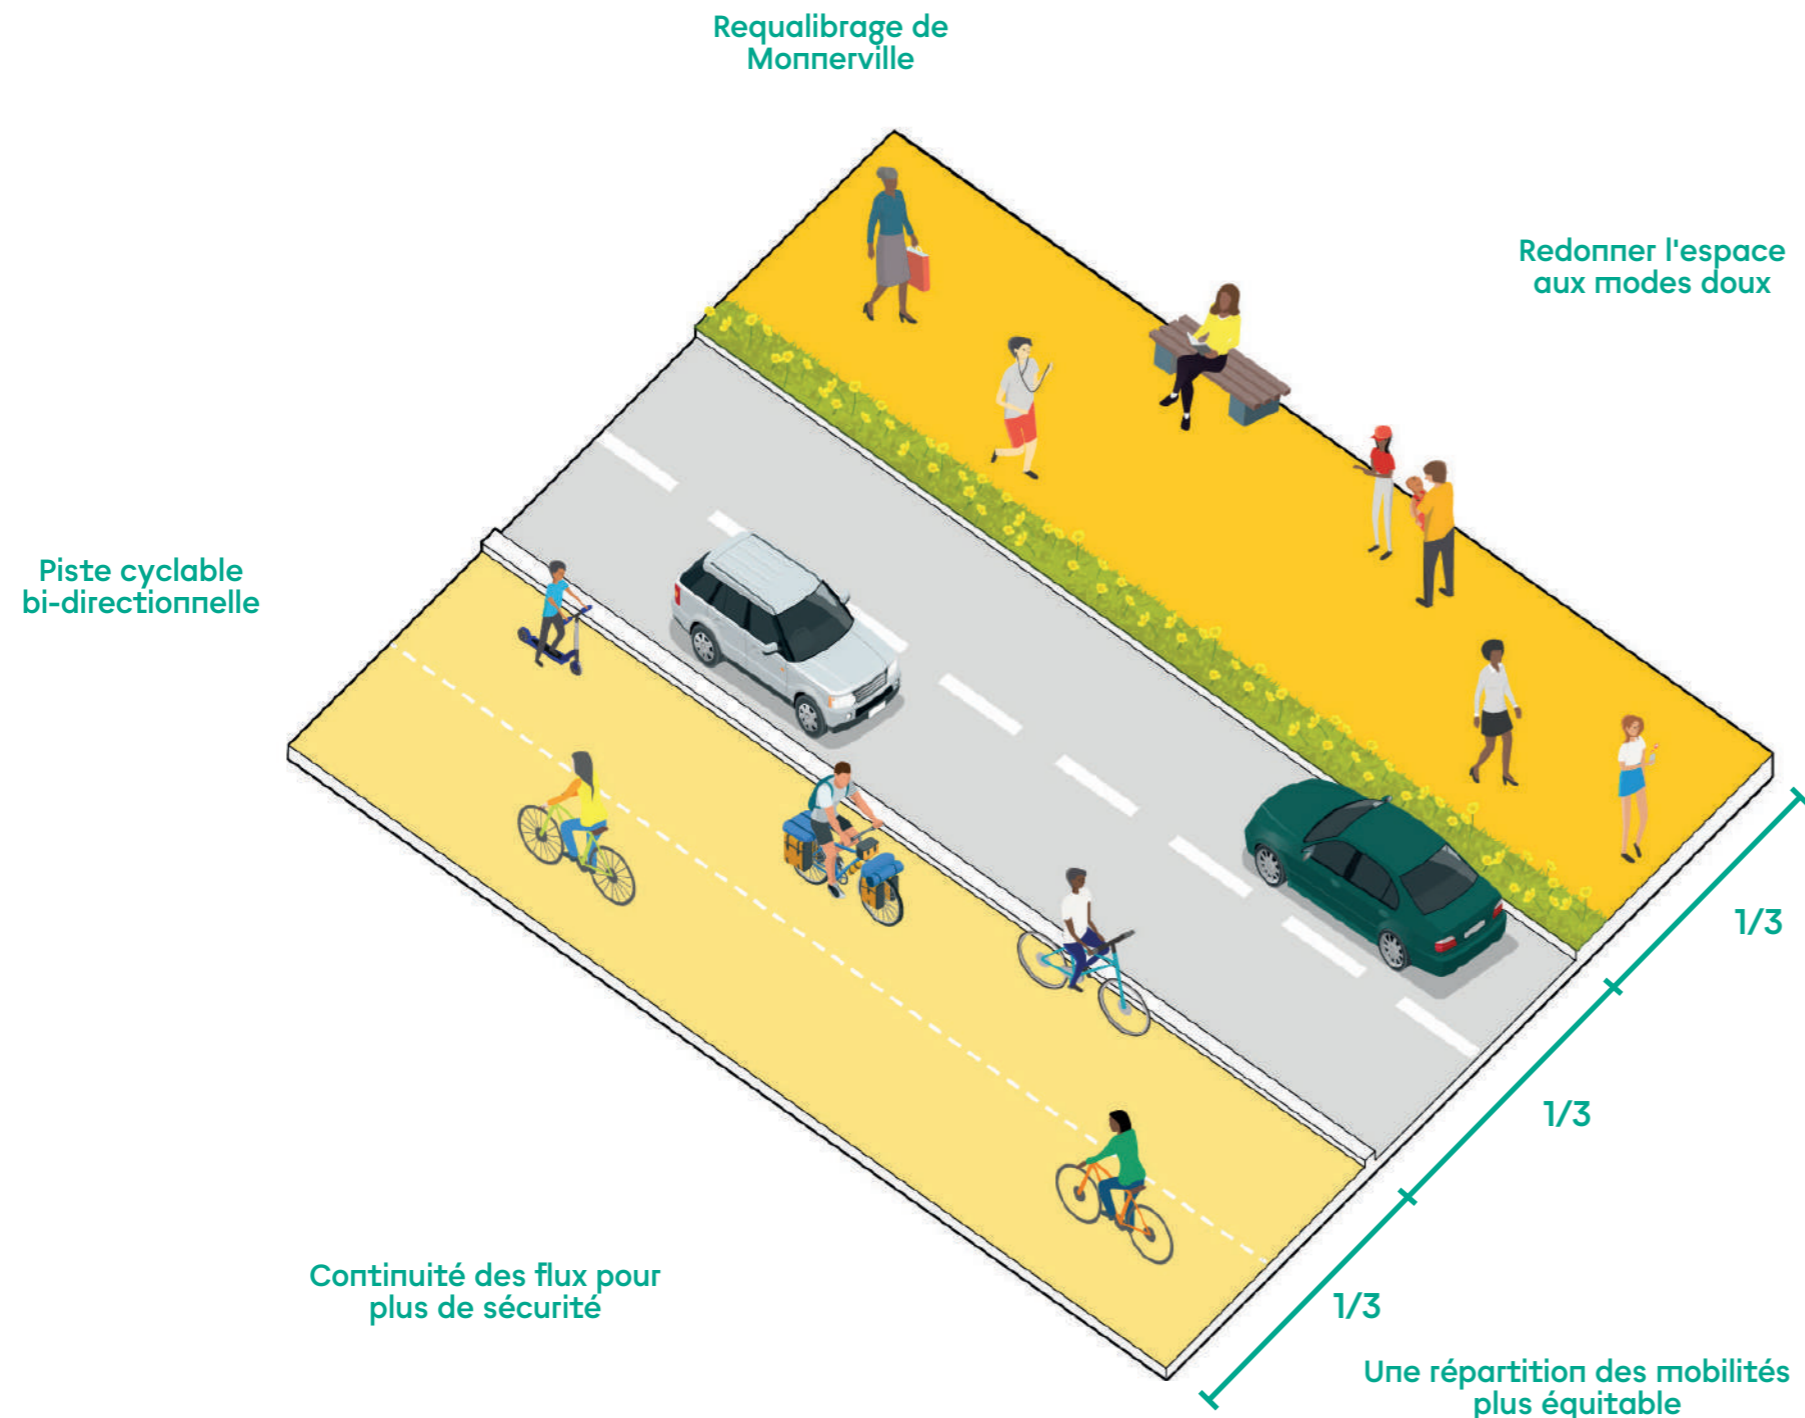 Requalibrage de
Monnerville
Redonner l'espace
aux modes doux
Piste cyclable
bi-directionnelle
1/3
1/3
Continuité des flux pour
plus de sécurité
1/3
Une répartition des mobilités
plus équitable